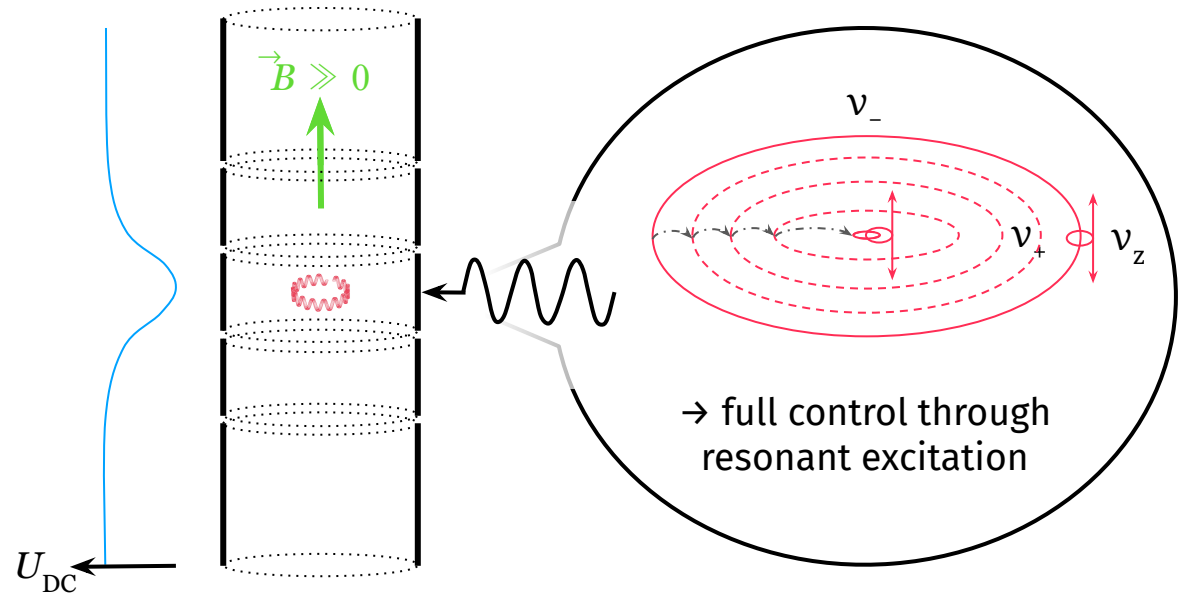 B⃗ ≫ 0
ν₋
ν₊
ν_z
→ full control through
resonant excitation
U_DC